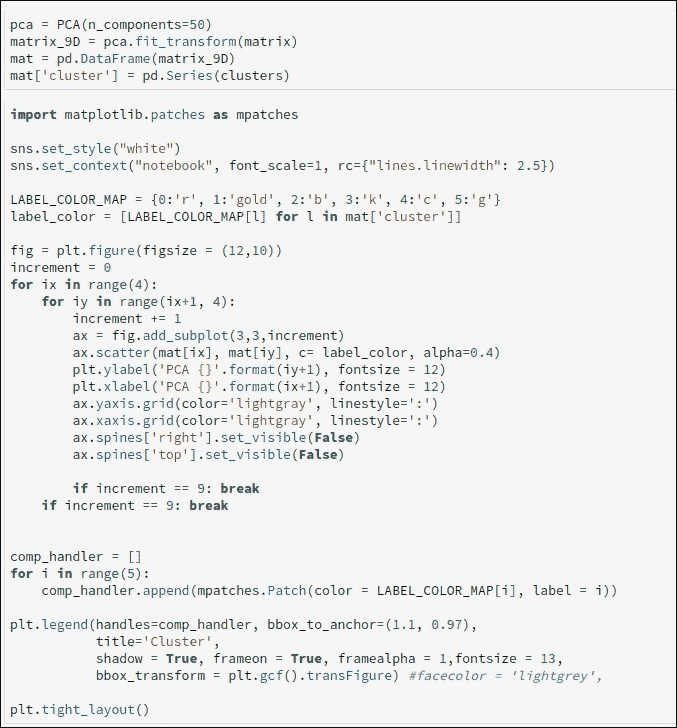 pca = PCA(n_components=50)
matrix_9D = pca.fit_transform(matrix)
mat = pd.DataFrame(matrix_9D)
mat['cluster'] = pd.Series(clusters)
import matplotlib.patches as mpatches
sns.set_style("white")
sns.set_context("notebook", font_scale=1, rc={"lines.linewidth": 2.5})
LABEL_COLOR_MAP = {0:'r', 1:'gold', 2:'b', 3:'k', 4:'c', 5:'g'}
label_color = [LABEL_COLOR_MAP[l] for l in mat['cluster']]
fig = plt.figure(figsize = (12,10))
increment = 0
for ix in range(4):
    for iy in range(ix+1, 4):
        increment += 1
        ax = fig.add_subplot(3,3,increment)
        ax.scatter(mat[ix], mat[iy], c= label_color, alpha=0.4)
        plt.ylabel('PCA {}'.format(iy+1), fontsize = 12)
        plt.xlabel('PCA {}'.format(ix+1), fontsize = 12)
        ax.yaxis.grid(color='lightgray', linestyle=':')
        ax.xaxis.grid(color='lightgray', linestyle=':')
        ax.spines['right'].set_visible(False)
        ax.spines['top'].set_visible(False)
        if increment == 9: break
    if increment == 9: break
comp_handler = []
for i in range(5):
    comp_handler.append(mpatches.Patch(color = LABEL_COLOR_MAP[i], label = i))
plt.legend(handles=comp_handler, bbox_to_anchor=(1.1, 0.97),
           title='Cluster',
           shadow = True, frameon = True, framealpha = 1,fontsize = 13,
           bbox_transform = plt.gcf().transFigure) #facecolor = 'lightgrey',
plt.tight_layout()